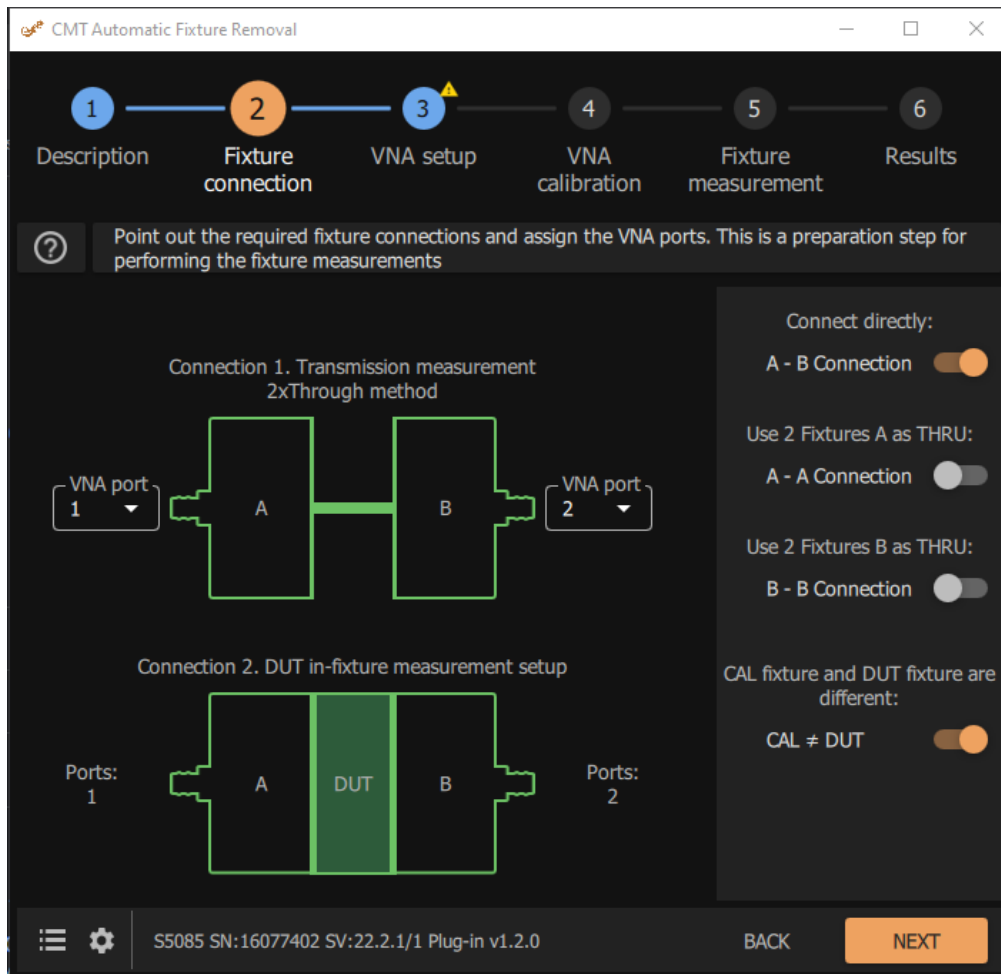 CMT Automatic Fixture Removal
1
2
3
4
5
6
Description
Fixture
connection
VNA setup
VNA
calibration
Fixture
measurement
Results
Point out the required fixture connections and assign the VNA ports. This is a preparation step for
performing the fixture measurements
Connection 1. Transmission measurement
2xThrough method
VNA port
1
A
B
VNA port
2
Connection 2. DUT in-fixture measurement setup
Ports:
1
A
DUT
B
Ports:
2
Connect directly:
A - B Connection
Use 2 Fixtures A as THRU:
A - A Connection
Use 2 Fixtures B as THRU:
B - B Connection
CAL fixture and DUT fixture are
different:
CAL ≠ DUT
S5085 SN:16077402 SV:22.2.1/1 Plug-in v1.2.0
BACK
NEXT